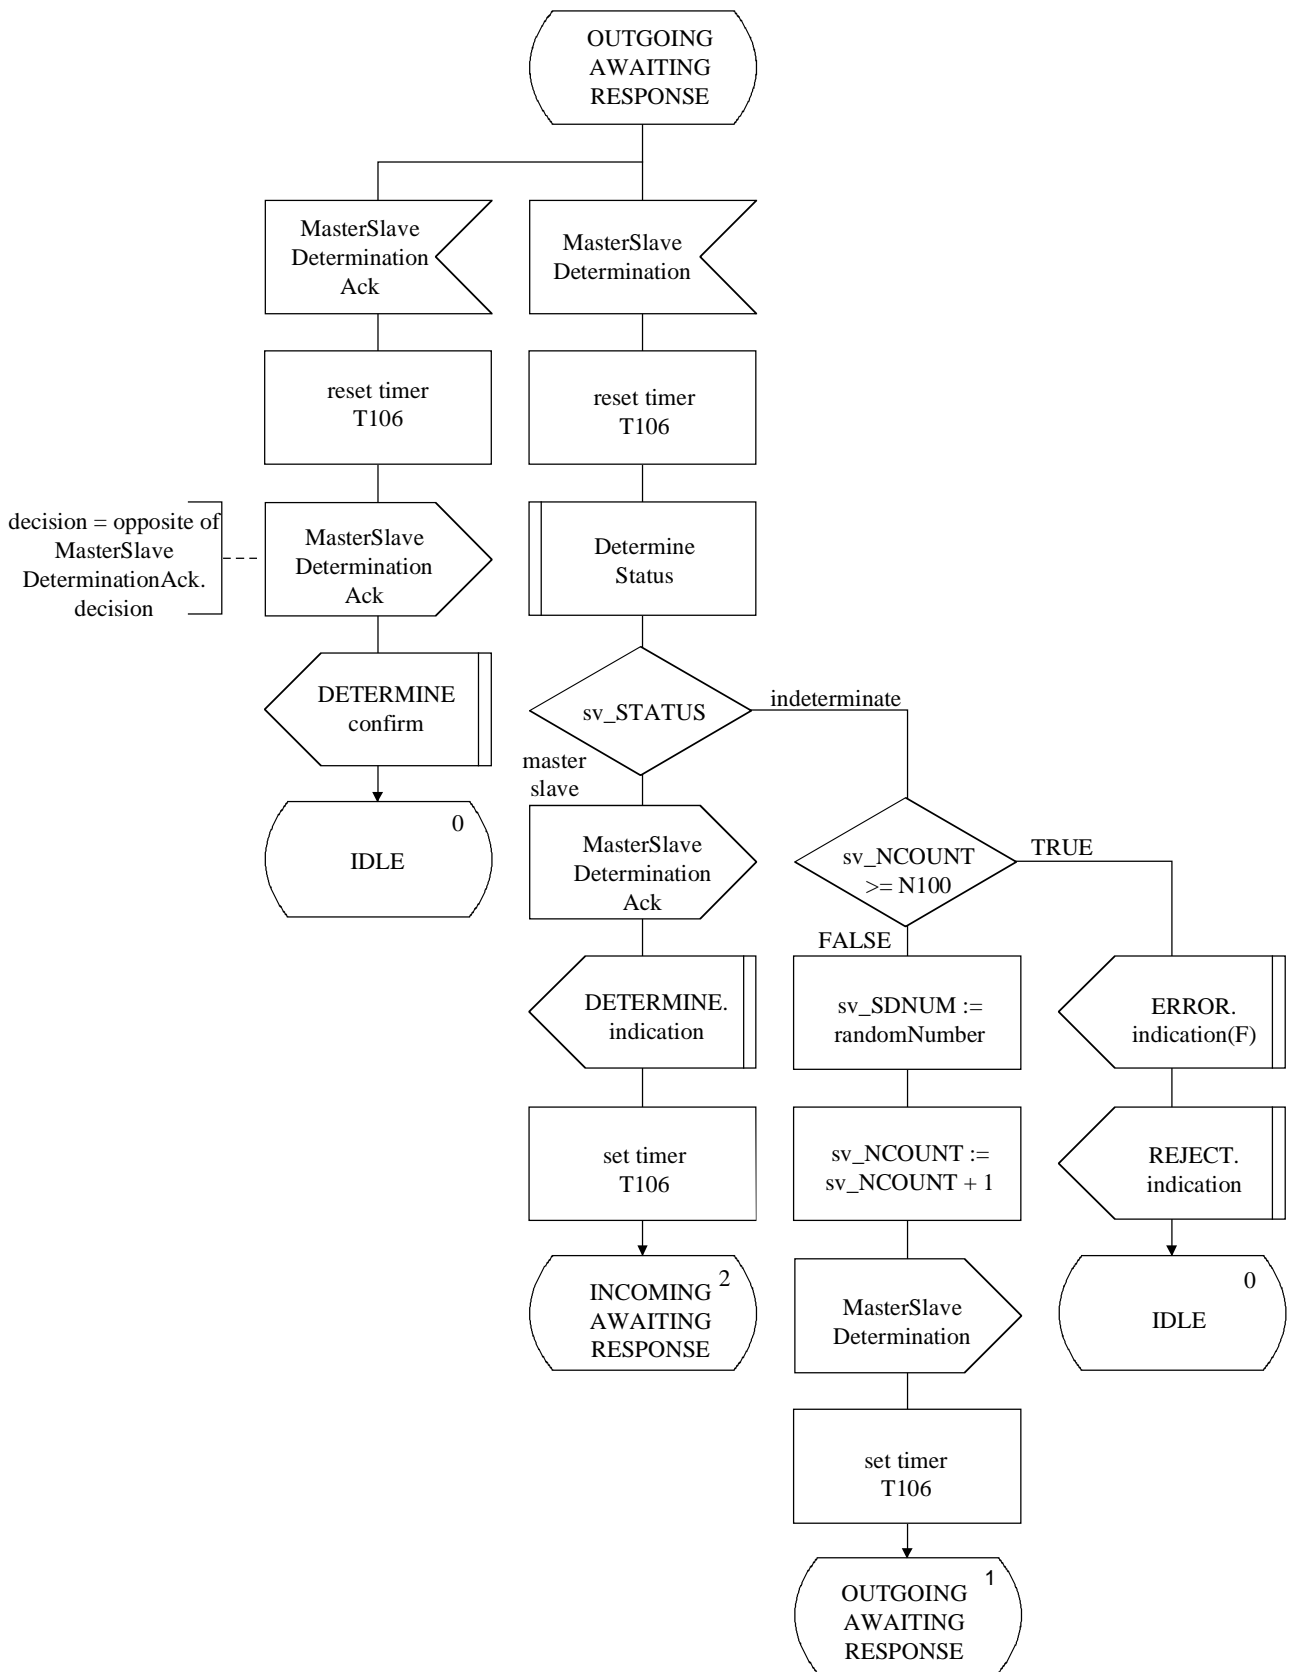 OUTGOING
AWAITING
RESPONSE
MasterSlave
Determination
Ack
MasterSlave
Determination
reset timer
T106
reset timer
T106
decision = opposite of
MasterSlave
DeterminationAck.
decision
MasterSlave
Determination
Ack
Determine
Status
DETERMINE
confirm
sv_STATUS
indeterminate
master
slave
0
IDLE
MasterSlave
Determination
Ack
sv_NCOUNT
>= N100
TRUE
FALSE
DETERMINE.
indication
sv_SDNUM :=
randomNumber
ERROR.
indication(F)
set timer
T106
sv_NCOUNT :=
sv_NCOUNT + 1
REJECT.
indication
2
INCOMING
AWAITING
RESPONSE
MasterSlave
Determination
0
IDLE
set timer
T106
1
OUTGOING
AWAITING
RESPONSE